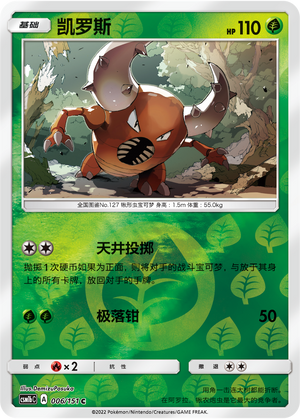 基础 凯罗斯 HP 110
全国图鉴No.127 锹形虫宝可梦 身高：1.5m 体重：55.0kg
天井投掷
抛掷1次硬币如果为正面，则将对手的战斗宝可梦，与放于其身
上的所有卡牌，放回对手的手牌。
极落钳 50
弱点 ×2 抗性 撤退
Illus.DemizuPosuka
csm1b C A 006/151 C
©2022 Pokémon/Nintendo/Creatures/GAME FREAK.